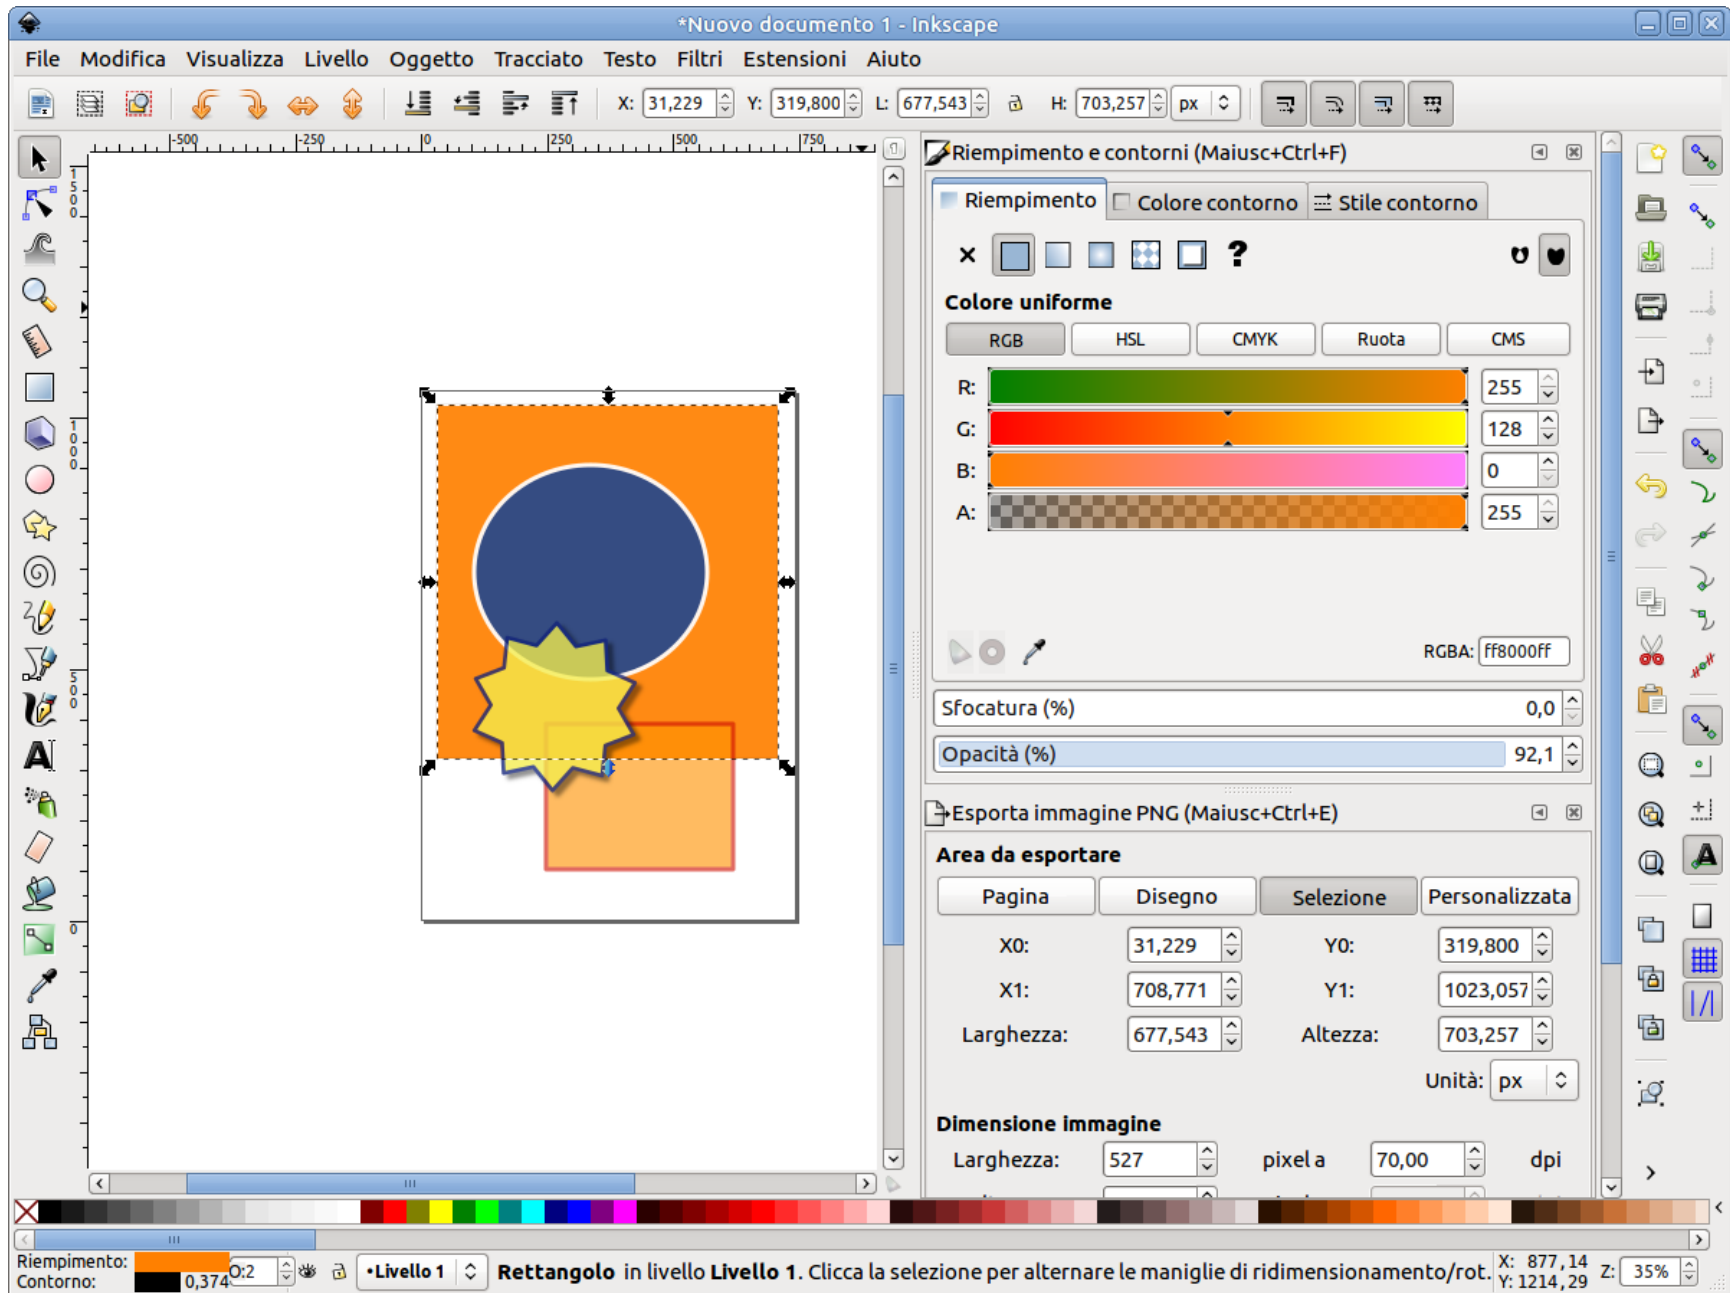 *Nuovo documento 1 - Inkscape
File Modifica Visualizza Livello Oggetto Tracciato Testo Filtri Estensioni Aiuto
X: 31,229 Y: 319,800 L: 677,543 H: 703,257 px
-500 -250 0 250 500 750
1500
1000
500
0
Riempimento e contorni (Maiusc+Ctrl+F)
Riempimento Colore contorno Stile contorno
?
Colore uniforme
RGB HSL CMYK Ruota CMS
R: 255
G: 128
B: 0
A: 255
RGBA: ff8000ff
Sfocatura (%) 0,0
Opacità (%) 92,1
Esporta immagine PNG (Maiusc+Ctrl+E)
Area da esportare
Pagina Disegno Selezione Personalizzata
X0: 31,229 Y0: 319,800
X1: 708,771 Y1: 1023,057
Larghezza: 677,543 Altezza: 703,257
Unità: px
Dimensione immagine
Larghezza: 527 pixel a 70,00 dpi
Riempimento:
Contorno: 0,374
O:2
•Livello 1
Rettangolo in livello Livello 1. Clicca la selezione per alternare le maniglie di ridimensionamento/rot.
X: 877,14
Y: 1214,29
Z: 35%